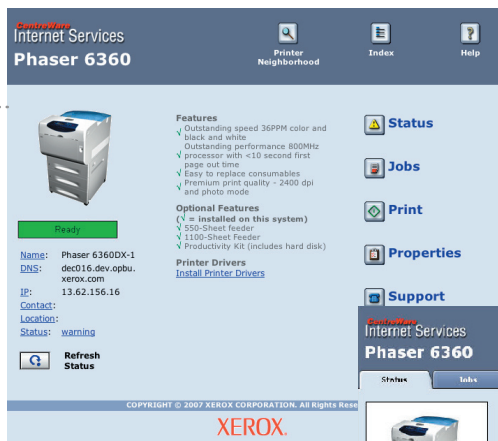 CentreWare
Internet Services
Phaser 6360
Printer
Neighborhood
Index
Help
Features
√ Outstanding speed 36PPM color and
black and white
Outstanding performance 800MHz
√ processor with <10 second first
page out time
√ Easy to replace consumables
√ Premium print quality - 2400 dpi
and photo mode
Optional Features
(√ = installed on this system)
√ 550-Sheet feeder
√ 1100-Sheet Feeder
√ Productivity Kit (includes hard disk)
Printer Drivers
Install Printer Drivers
Ready
Name: Phaser 6360DX-1
DNS: dec016.dev.opbu.
xerox.com
IP: 13.62.156.16
Contact:
Location:
Status: warning
Refresh
Status
Status
Jobs
Print
Properties
Support
CentreWare
Internet Services
Phaser 6360
Status Jobs
COPYRIGHT © 2007 XEROX CORPORATION. All Rights Rese
XEROX.